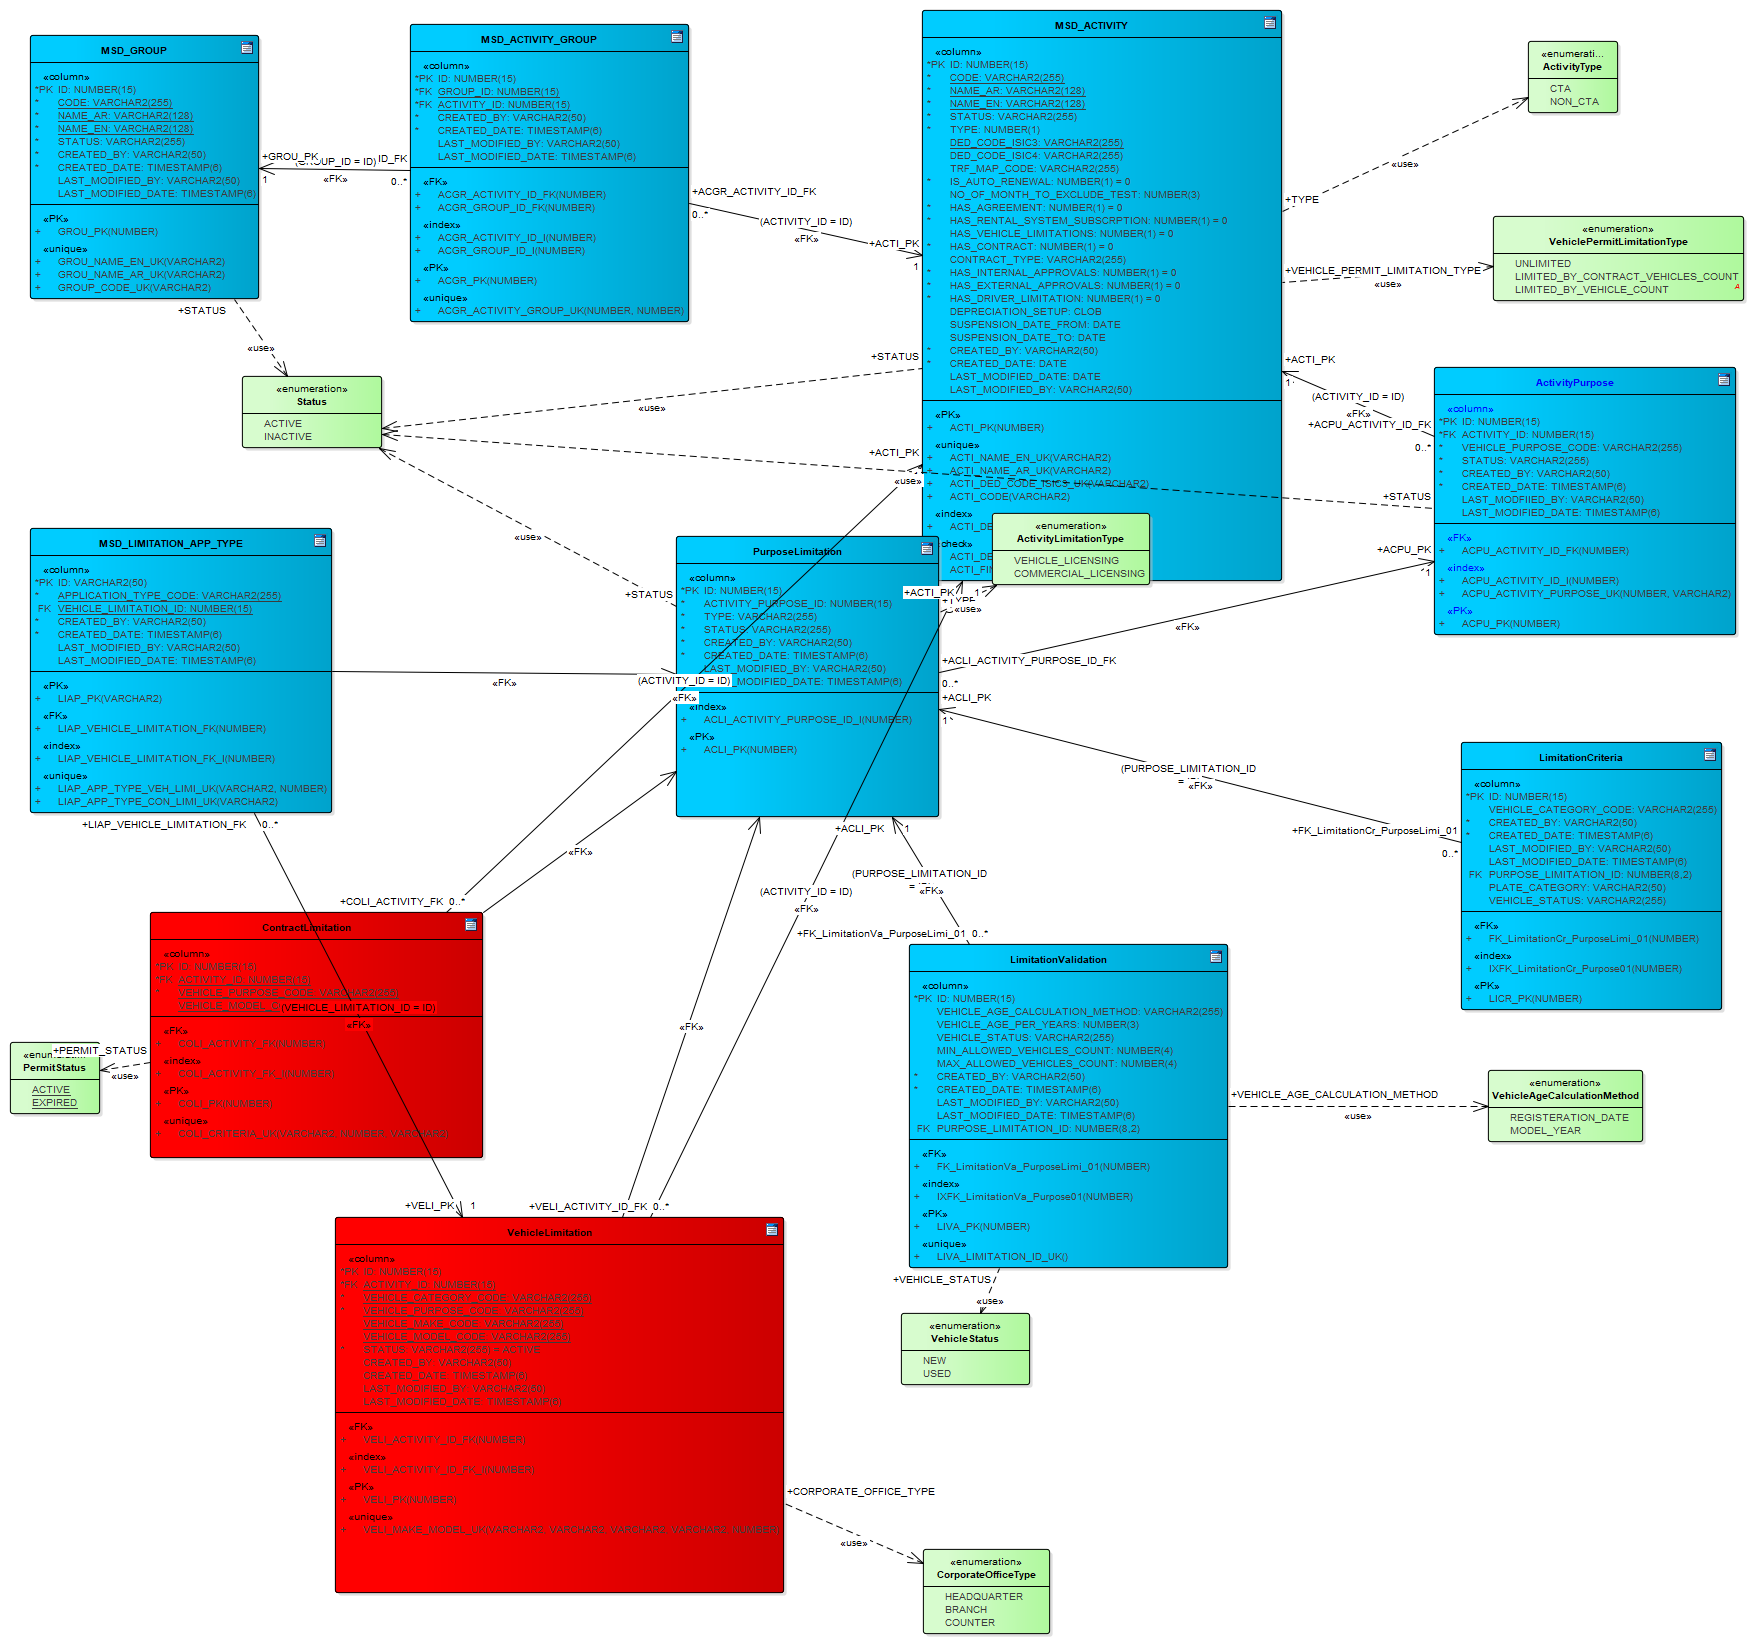 MSD_GROUP
«column»
*PK ID: NUMBER(15)
* CODE: VARCHAR2(255)
* NAME_AR: VARCHAR2(128)
* NAME_EN: VARCHAR2(128)
* STATUS: VARCHAR2(255)
* CREATED_BY: VARCHAR2(50)
* CREATED_DATE: TIMESTAMP(6)
LAST_MODIFIED_BY: VARCHAR2(50)
LAST_MODIFIED_DATE: TIMESTAMP(6)
«PK»
+ GROU_PK(NUMBER)
«unique»
+ GROU_NAME_EN_UK(VARCHAR2)
+ GROU_NAME_AR_UK(VARCHAR2)
+ GROUP_CODE_UK(VARCHAR2)
MSD_ACTIVITY_GROUP
«column»
*PK ID: NUMBER(15)
*FK GROUP_ID: NUMBER(15)
*FK ACTIVITY_ID: NUMBER(15)
* CREATED_BY: VARCHAR2(50)
* CREATED_DATE: TIMESTAMP(6)
LAST_MODIFIED_BY: VARCHAR2(50)
LAST_MODIFIED_DATE: TIMESTAMP(6)
«FK»
+ ACGR_ACTIVITY_ID_FK(NUMBER)
+ ACGR_GROUP_ID_FK(NUMBER)
«index»
+ ACGR_ACTIVITY_ID_I(NUMBER)
+ ACGR_GROUP_ID_I(NUMBER)
«PK»
+ ACGR_PK(NUMBER)
«unique»
+ ACGR_ACTIVITY_GROUP_UK(NUMBER, NUMBER)
+GROU_PK
ID_FK
1
0..*
«FK»
+ACGR_ACTIVITY_ID_FK
0..*
(ACTIVITY_ID = ID)
«FK»
+ACTI_PK
1
MSD_ACTIVITY
«column»
*PK ID: NUMBER(15)
* CODE: VARCHAR2(255)
* NAME_AR: VARCHAR2(128)
* NAME_EN: VARCHAR2(128)
* STATUS: VARCHAR2(255)
* TYPE: NUMBER(1)
DED_CODE_ISIC3: VARCHAR2(255)
DED_CODE_ISIC4: VARCHAR2(255)
TRF_MAP_CODE: VARCHAR2(255)
* IS_AUTO_RENEWAL: NUMBER(1) = 0
NO_OF_MONTH_TO_EXCLUDE_TEST: NUMBER(3)
* HAS_AGREEMENT: NUMBER(1) = 0
* HAS_RENTAL_SYSTEM_SUBSCRPTION: NUMBER(1) = 0
HAS_VEHICLE_LIMITATIONS: NUMBER(1) = 0
* HAS_CONTRACT: NUMBER(1) = 0
CONTRACT_TYPE: VARCHAR2(255)
* HAS_INTERNAL_APPROVALS: NUMBER(1) = 0
* HAS_EXTERNAL_APPROVALS: NUMBER(1) = 0
* HAS_DRIVER_LIMITATION: NUMBER(1) = 0
DEPRECIATION_SETUP: CLOB
SUSPENSION_DATE_FROM: DATE
SUSPENSION_DATE_TO: DATE
* CREATED_BY: VARCHAR2(50)
* CREATED_DATE: DATE
LAST_MODIFIED_DATE: DATE
LAST_MODIFIED_BY: VARCHAR2(50)
«PK»
+ ACTI_PK(NUMBER)
«unique»
+ ACTI_NAME_EN_UK(VARCHAR2)
+ ACTI_NAME_AR_UK(VARCHAR2)
+ ACTI_DED_CODE_ISIC3_UK(VARCHAR2)
+ ACTI_CODE(VARCHAR2)
«index»
+ ACTI_DE
check»
ACTI_DE
ACTI_FIN
«enumerati...
ActivityType
CTA
NON_CTA
«use»
+TYPE
«enumeration»
VehiclePermitLimitationType
UNLIMITED
LIMITED_BY_CONTRACT_VEHICLES_COUNT
LIMITED_BY_VEHICLE_COUNT
+VEHICLE_PERMIT_LIMITATION_TYPE
«use»
+ACTI_PK
1
(ACTIVITY_ID = ID)
«FK»
+ACPU_ACTIVITY_ID_FK
0..*
ActivityPurpose
«column»
*PK ID: NUMBER(15)
*FK ACTIVITY_ID: NUMBER(15)
* VEHICLE_PURPOSE_CODE: VARCHAR2(255)
* STATUS: VARCHAR2(255)
* CREATED_BY: VARCHAR2(50)
* CREATED_DATE: TIMESTAMP(6)
LAST_MODFIIED_BY: VARCHAR2(50)
LAST_MODIFIED_DATE: TIMESTAMP(6)
«FK»
+ ACPU_ACTIVITY_ID_FK(NUMBER)
«index»
+ ACPU_ACTIVITY_ID_I(NUMBER)
+ ACPU_ACTIVITY_PURPOSE_UK(NUMBER, VARCHAR2)
«PK»
+ ACPU_PK(NUMBER)
+STATUS
«use»
«enumeration»
Status
ACTIVE
INACTIVE
+STATUS
«use»
+STATUS
«use»
+STATUS
«use»
+ACTI_PK
MSD_LIMITATION_APP_TYPE
«column»
*PK ID: VARCHAR2(50)
* APPLICATION_TYPE_CODE: VARCHAR2(255)
FK VEHICLE_LIMITATION_ID: NUMBER(15)
* CREATED_BY: VARCHAR2(50)
* CREATED_DATE: TIMESTAMP(6)
LAST_MODIFIED_BY: VARCHAR2(50)
LAST_MODIFIED_DATE: TIMESTAMP(6)
«PK»
+ LIAP_PK(VARCHAR2)
«FK»
+ LIAP_VEHICLE_LIMITATION_FK(NUMBER)
«index»
+ LIAP_VEHICLE_LIMITATION_FK_I(NUMBER)
«unique»
+ LIAP_APP_TYPE_VEH_LIMI_UK(VARCHAR2, NUMBER)
+ LIAP_APP_TYPE_CON_LIMI_UK(VARCHAR2)
«FK»
PurposeLimitation
«column»
*PK ID: NUMBER(15)
* ACTIVITY_PURPOSE_ID: NUMBER(15)
* TYPE: VARCHAR2(255)
* STATUS: VARCHAR2(255)
* CREATED_BY: VARCHAR2(50)
* CREATED_DATE: TIMESTAMP(6)
LAST_MODIFIED_BY: VARCHAR2(50)
_MODIFIED_DATE: TIMESTAMP(6)
(ACTIVITY_ID = ID)
«FK»
«index»
+ ACLI_ACTIVITY_PURPOSE_ID_I(NUMBER)
«PK»
+ ACLI_PK(NUMBER)
«enumeration»
ActivityLimitationType
VEHICLE_LICENSING
COMMERCIAL_LICENSING
+ACTI_PK
1
+TYPE
«use»
+ACPU_PK
1
«FK»
+ACLI_ACTIVITY_PURPOSE_ID_FK
0..*
+ACLI_PK
1
(PURPOSE_LIMITATION_ID
«FK»
+FK_LimitationCr_PurposeLimi_01
0..*
LimitationCriteria
«column»
*PK ID: NUMBER(15)
VEHICLE_CATEGORY_CODE: VARCHAR2(255)
* CREATED_BY: VARCHAR2(50)
* CREATED_DATE: TIMESTAMP(6)
LAST_MODIFIED_BY: VARCHAR2(50)
LAST_MODIFIED_DATE: TIMESTAMP(6)
FK PURPOSE_LIMITATION_ID: NUMBER(8,2)
PLATE_CATEGORY: VARCHAR2(50)
VEHICLE_STATUS: VARCHAR2(255)
«FK»
+ FK_LimitationCr_PurposeLimi_01(NUMBER)
«index»
+ IXFK_LimitationCr_Purpose01(NUMBER)
«PK»
+ LICR_PK(NUMBER)
+LIAP_VEHICLE_LIMITATION_FK 0..*
+COLI_ACTIVITY_FK 0..*
«FK»
+ACLI_PK 1
(PURPOSE_LIMITATION_ID
«FK»
(ACTIVITY_ID = ID)
«FK»
+FK_LimitationVa_PurposeLimi_01 0..*
ContractLimitation
«column»
*PK ID: NUMBER(15)
*FK ACTIVITY_ID: NUMBER(15)
* VEHICLE_PURPOSE_CODE: VARCHAR2(255)
VEHICLE_MODEL_C
(VEHICLE_LIMITATION_ID = ID)
«FK»
«FK»
+ COLI_ACTIVITY_FK(NUMBER)
«index»
+ COLI_ACTIVITY_FK_I(NUMBER)
«PK»
+ COLI_PK(NUMBER)
«unique»
+ COLI_CRITERIA_UK(VARCHAR2, NUMBER, VARCHAR2)
+PERMIT_STATUS
«use»
PermitStatus
ACTIVE
EXPIRED
«FK»
LimitationValidation
«column»
*PK ID: NUMBER(15)
VEHICLE_AGE_CALCULATION_METHOD: VARCHAR2(255)
VEHICLE_AGE_PER_YEARS: NUMBER(3)
VEHICLE_STATUS: VARCHAR2(255)
MIN_ALLOWED_VEHICLES_COUNT: NUMBER(4)
MAX_ALLOWED_VEHICLES_COUNT: NUMBER(4)
* CREATED_BY: VARCHAR2(50)
* CREATED_DATE: TIMESTAMP(6)
LAST_MODIFIED_BY: VARCHAR2(50)
LAST_MODIFIED_DATE: TIMESTAMP(6)
FK PURPOSE_LIMITATION_ID: NUMBER(8,2)
«FK»
+ FK_LimitationVa_PurposeLimi_01(NUMBER)
«index»
+ IXFK_LimitationVa_Purpose01(NUMBER)
«PK»
+ LIVA_PK(NUMBER)
«unique»
+ LIVA_LIMITATION_ID_UK()
+VEHICLE_AGE_CALCULATION_METHOD
«use»
«enumeration»
VehicleAgeCalculationMethod
REGISTERATION_DATE
MODEL_YEAR
+VELI_PK 1
+VELI_ACTIVITY_ID_FK 0..*
VehicleLimitation
«column»
*PK ID: NUMBER(15)
*FK ACTIVITY_ID: NUMBER(15)
* VEHICLE_CATEGORY_CODE: VARCHAR2(255)
* VEHICLE_PURPOSE_CODE: VARCHAR2(255)
VEHICLE_MAKE_CODE: VARCHAR2(255)
VEHICLE_MODEL_CODE: VARCHAR2(255)
* STATUS: VARCHAR2(255) = ACTIVE
CREATED_BY: VARCHAR2(50)
CREATED_DATE: TIMESTAMP(6)
LAST_MODIFIED_BY: VARCHAR2(50)
LAST_MODIFIED_DATE: TIMESTAMP(6)
«FK»
VELI_ACTIVITY_ID_FK(NUMBER)
«index»
VELI_ACTIVITY_ID_FK_I(NUMBER)
«PK»
VELI_PK(NUMBER)
«unique»
VELI_MAKE_MODEL_UK(VARCHAR2, VARCHAR2, VARCHAR2, VARCHAR2, NUMBER)
+VEHICLE_STATUS
«use»
«enumeration»
VehicleStatus
NEW
USED
+CORPORATE_OFFICE_TYPE
«use»
«enumeration»
CorporateOfficeType
HEADQUARTER
BRANCH
COUNTER